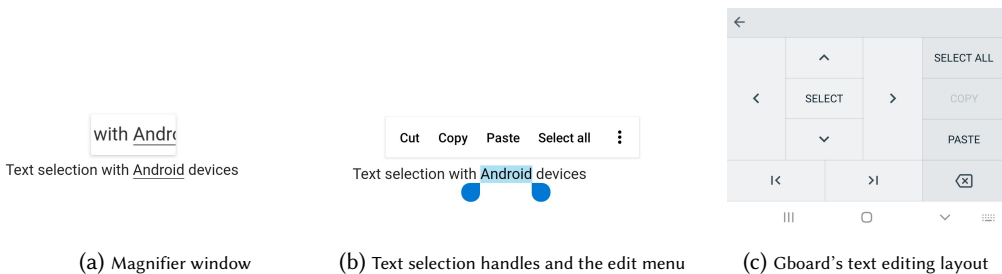 with Andro
Text selection with Android devices
(a) Magnifier window
Cut Copy Paste Select all
Text selection with Android devices
(b) Text selection handles and the edit menu
SELECT ALL
SELECT
COPY
PASTE
(c) Gboard's text editing layout